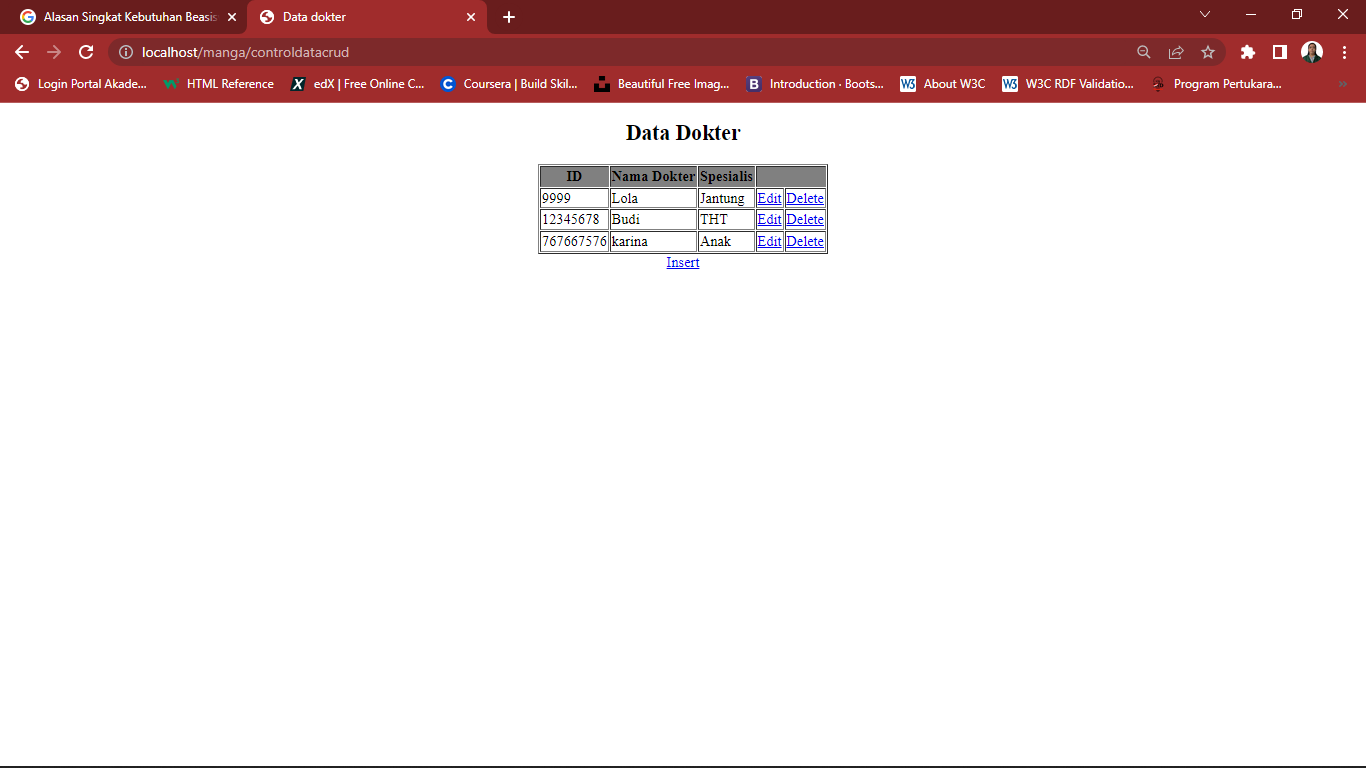 Alasan Singkat Kebutuhan Beasis
Data dokter
localhost/manga/controldatacrud
Login Portal Akade...
HTML Reference
edX | Free Online C...
Coursera | Build Skil...
Beautiful Free Imag...
Introduction · Boots...
About W3C
W3C RDF Validatio...
Program Pertukara...
Data Dokter
ID Nama Dokter Spesialis
9999 Lola Jantung Edit Delete
12345678 Budi THT Edit Delete
767667576 karina Anak Edit Delete
Insert